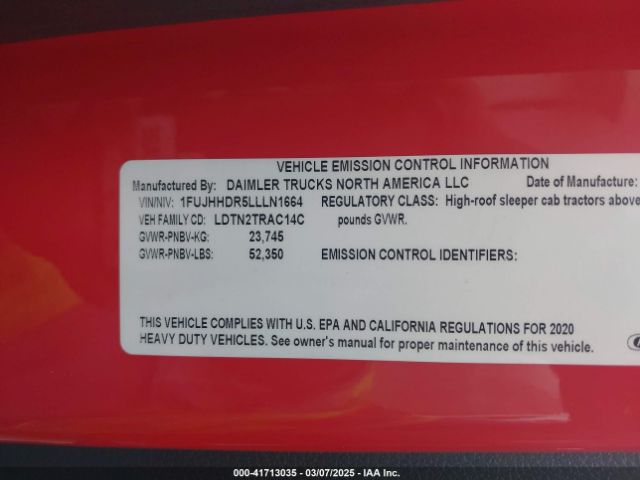 VEHICLE EMISSION CONTROL INFORMATION
Manufactured By: DAIMLER TRUCKS NORTH AMERICA LLC Date of Manufacture:
VIN/NIV: 1FUJHHDR5LLLN1664 REGULATORY CLASS: High-roof sleeper cab tractors above
VEH FAMILY CD: LDTN2TRAC14C pounds GVWR.
GVWR-PNBV-KG: 23,745
GVWR-PNBV-LBS: 52,350 EMISSION CONTROL IDENTIFIERS:
THIS VEHICLE COMPLIES WITH U.S. EPA AND CALIFORNIA REGULATIONS FOR 2020
HEAVY DUTY VEHICLES. See owner's manual for proper maintenance of this vehicle.
000-41713035 - 03/07/2025 - IAA Inc.